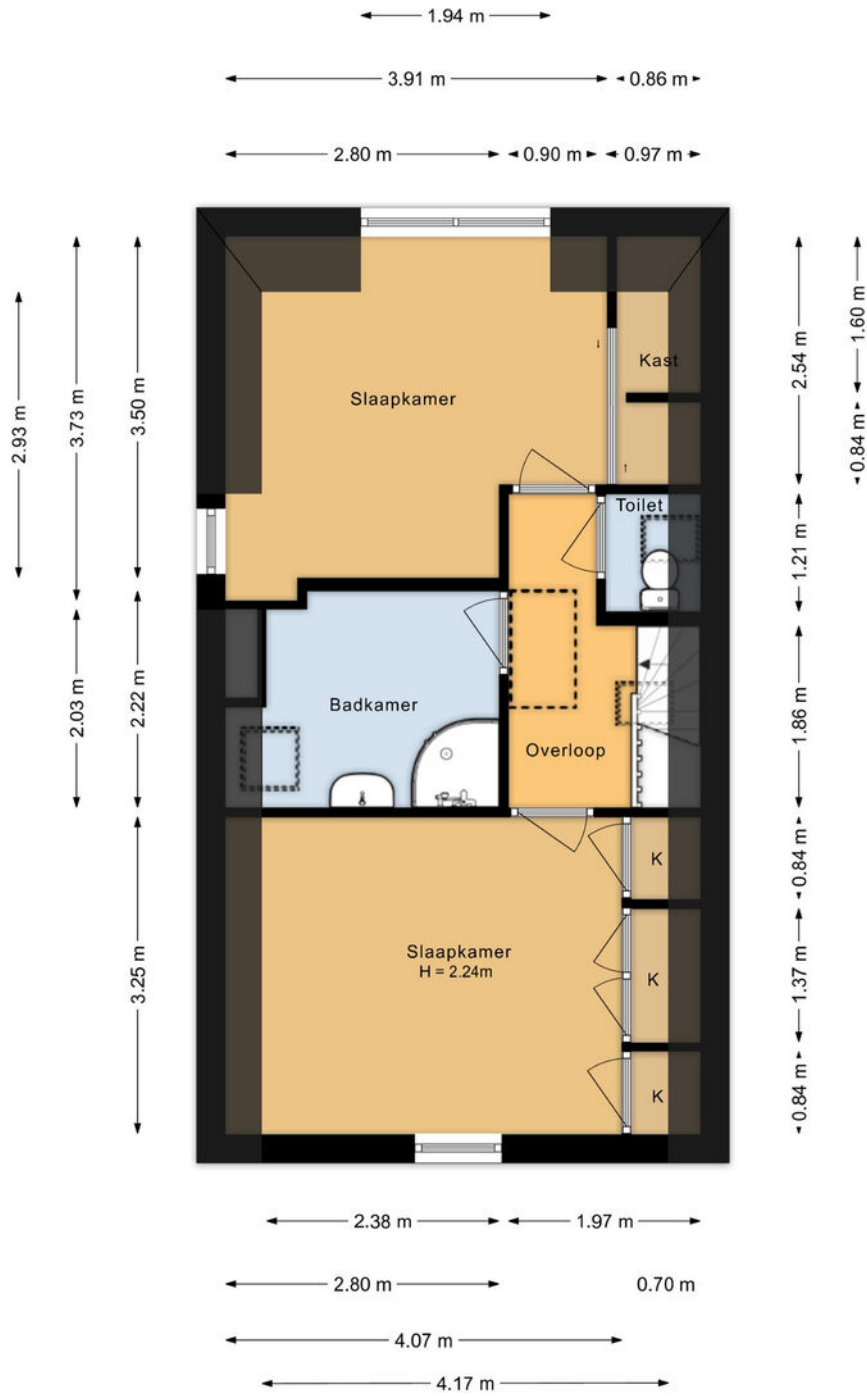 1.94 m
3.91 m
0.86 m
2.80 m
0.90 m
0.97 m
2.93 m
3.73 m
3.50 m
2.54 m
1.60 m
0.84 m
Kast
Slaapkamer
Toilet
1.21 m
2.03 m
2.22 m
Badkamer
Overloop
1.86 m
K
0.84 m
Slaapkamer
H = 2.24m
K
3.25 m
1.37 m
K
0.84 m
2.38 m
1.97 m
2.80 m
0.70 m
4.07 m
4.17 m